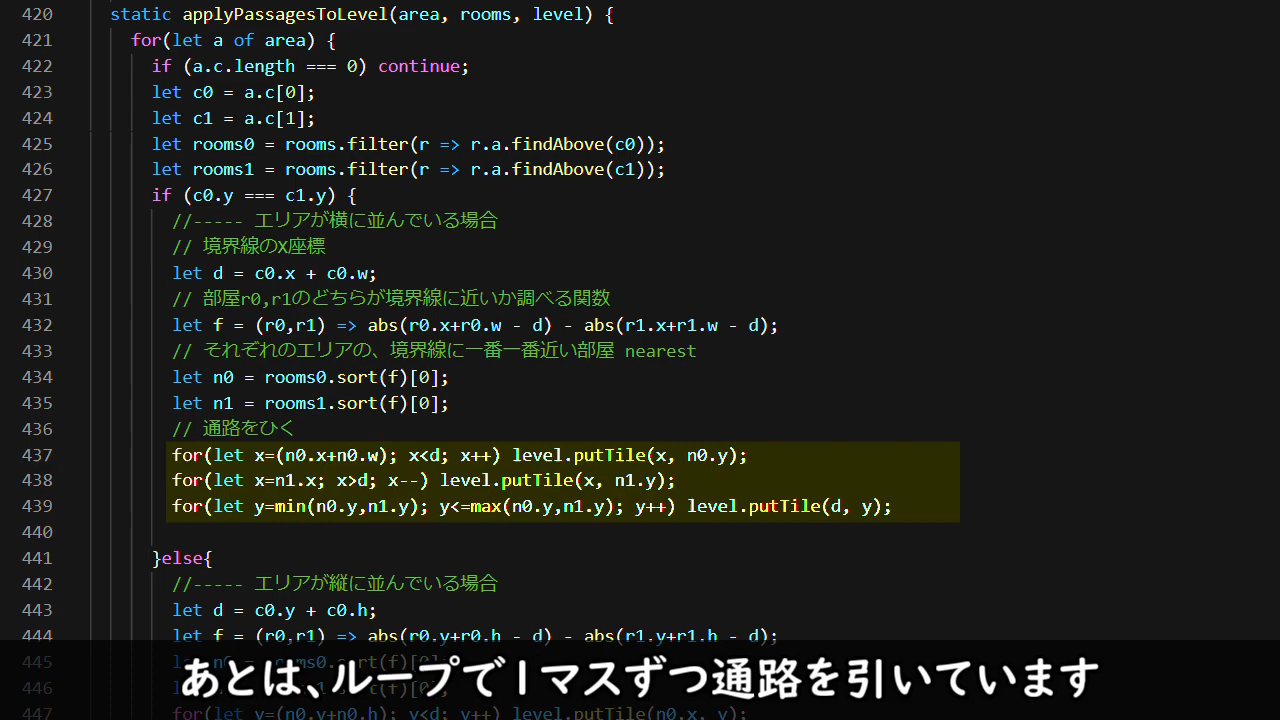 420 static applyPassagesToLevel(area, rooms, level) {
421 for(let a of area) {
422 if (a.c.length === 0) continue;
423 let c0 = a.c[0];
424 let c1 = a.c[1];
425 let rooms0 = rooms.filter(r => r.a.findAbove(c0));
426 let rooms1 = rooms.filter(r => r.a.findAbove(c1));
427 if (c0.y === c1.y) {
428 //----- エリアが横に並んでいる場合
429 // 境界線のX座標
430 let d = c0.x + c0.w;
431 // 部屋r0,r1のどちらが境界線に近いか調べる関数
432 let f = (r0,r1) => abs(r0.x+r0.w - d) - abs(r1.x+r1.w - d);
433 // それぞれのエリアの、境界線に一番一番近い部屋 nearest
434 let n0 = rooms0.sort(f)[0];
435 let n1 = rooms1.sort(f)[0];
436 // 通路をひく
437 for(let x=(n0.x+n0.w); x<d; x++) level.putTile(x, n0.y);
438 for(let x=n1.x; x>d; x--) level.putTile(x, n1.y);
439 for(let y=min(n0.y,n1.y); y<=max(n0.y,n1.y); y++) level.putTile(d, y);
440
441 }else{
442 //----- エリアが縦に並んでいる場合
443 let d = c0.y + c0.h;
444 let f = (r0,r1) => abs(r0.y+r0.h - d) - abs(r1.y+r1.h - d);
445
446
447 for(let y=(n0.y+n0.h); y<d; y++) level.putTile(n0.x, y);
あとは、ループで1マスずつ通路を引いています